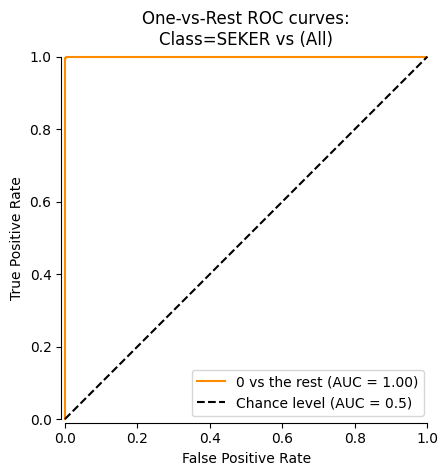 One-vs-Rest ROC curves:
Class=SEKER vs (All)
1.0
0.8
0.6
0.4
0.2
0.0
True Positive Rate
0 vs the rest (AUC = 1.00)
Chance level (AUC = 0.5)
0.0 0.2 0.4 0.6 0.8 1.0
False Positive Rate